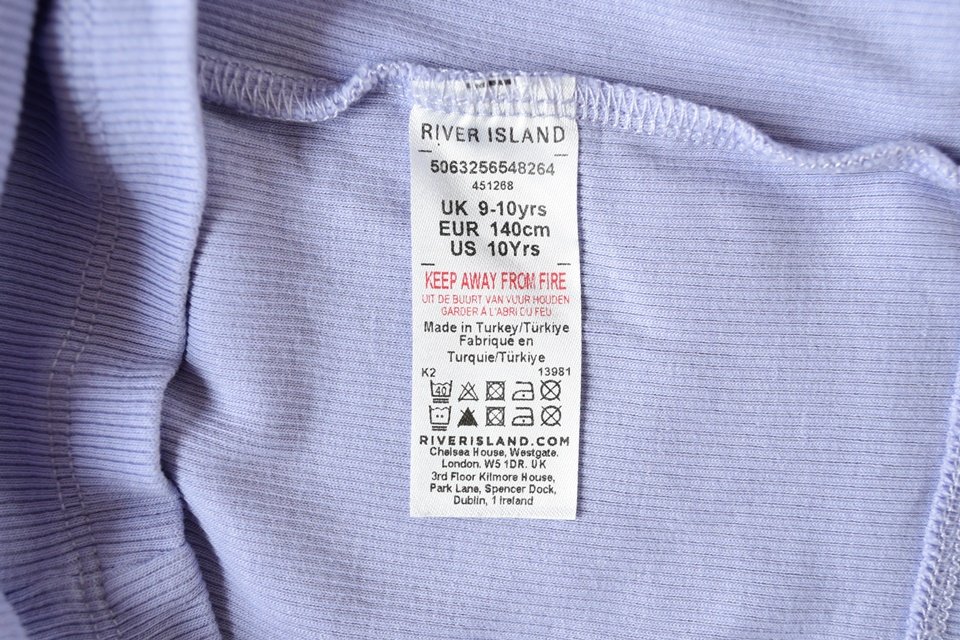 RIVER ISLAND
5063256548264
451268
UK 9-10yrs
EUR 140cm
US 10Yrs
KEEP AWAY FROM FIRE
UIT DE BUURT VAN VUUR HOUDEN
GARDER A L'ABRI DU FEU
Made in Turkey/Türkiye
Fabriqué en
Turquie/Türkiye
K2 13981
40
RIVERISLAND.COM
Chelsea House, Westgate.
London. W5 1DR. UK
3rd Floor Kilmore House,
Park Lane, Spencer Dock,
Dublin, 1 Ireland